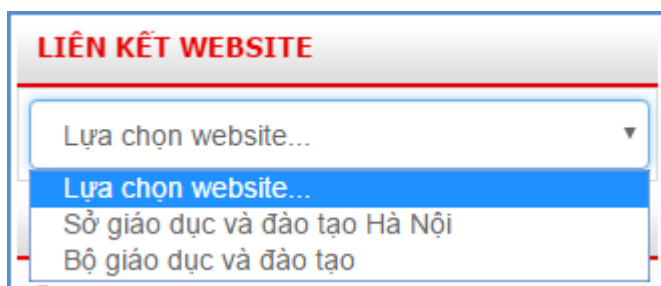 LIÊN KẾT WEBSITE
Lựa chọn website...
Lựa chọn website...
Sở giáo dục và đào tạo Hà Nội
Bộ giáo dục và đào tạo